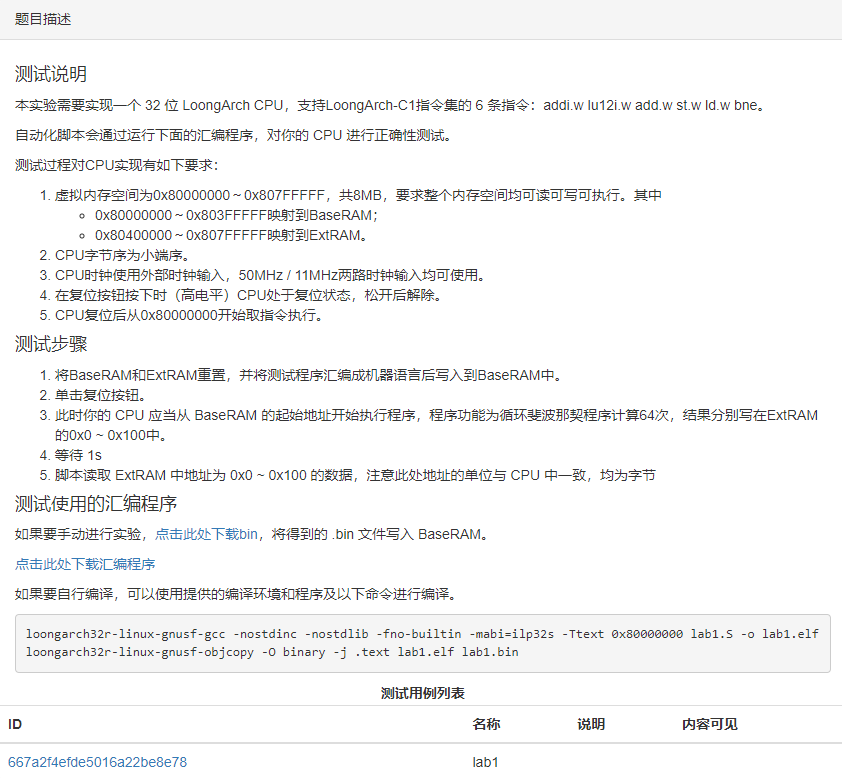 题目描述
测试说明
本实验需要实现一个 32 位 LoongArch CPU，支持LoongArch-C1指令集的 6 条指令：addi.w lu12i.w add.w st.w ld.w bne。
自动化脚本会通过运行下面的汇编程序，对你的 CPU 进行正确性测试。
测试过程对CPU实现有如下要求：
1. 虚拟内存空间为0x80000000～0x807FFFFF，共8MB，要求整个内存空间均可读可写可执行。其中
◦ 0x80000000～0x803FFFFF映射到BaseRAM；
◦ 0x80400000～0x807FFFFF映射到ExtRAM。
2. CPU字节序为小端序。
3. CPU时钟使用外部时钟输入，50MHz / 11MHz两路时钟输入均可使用。
4. 在复位按钮按下时（高电平）CPU处于复位状态，松开后解除。
5. CPU复位后从0x80000000开始取指令执行。
测试步骤
1. 将BaseRAM和ExtRAM重置，并将测试程序汇编成机器语言后写入到BaseRAM中。
2. 单击复位按钮。
3. 此时你的 CPU 应当从 BaseRAM 的起始地址开始执行程序，程序功能为循环斐波那契程序计算64次，结果分别写在ExtRAM
的0x0 ~ 0x100中。
4. 等待 1s
5. 脚本读取 ExtRAM 中地址为 0x0 ~ 0x100 的数据，注意此处地址的单位与 CPU 中一致，均为字节
测试使用的汇编程序
如果要手动进行实验，点击此处下载bin，将得到的 .bin 文件写入 BaseRAM。
点击此处下载汇编程序
如果要自行编译，可以使用提供的编译环境和程序及以下命令进行编译。
loongarch32r-linux-gnusf-gcc -nostdinc -nostdlib -fno-builtin -mabi=ilp32s -Ttext 0x80000000 lab1.S -o lab1.elf
loongarch32r-linux-gnusf-objcopy -O binary -j .text lab1.elf lab1.bin
测试用例列表
ID 名称 说明 内容可见
667a2f4efde5016a22be8e78 lab1